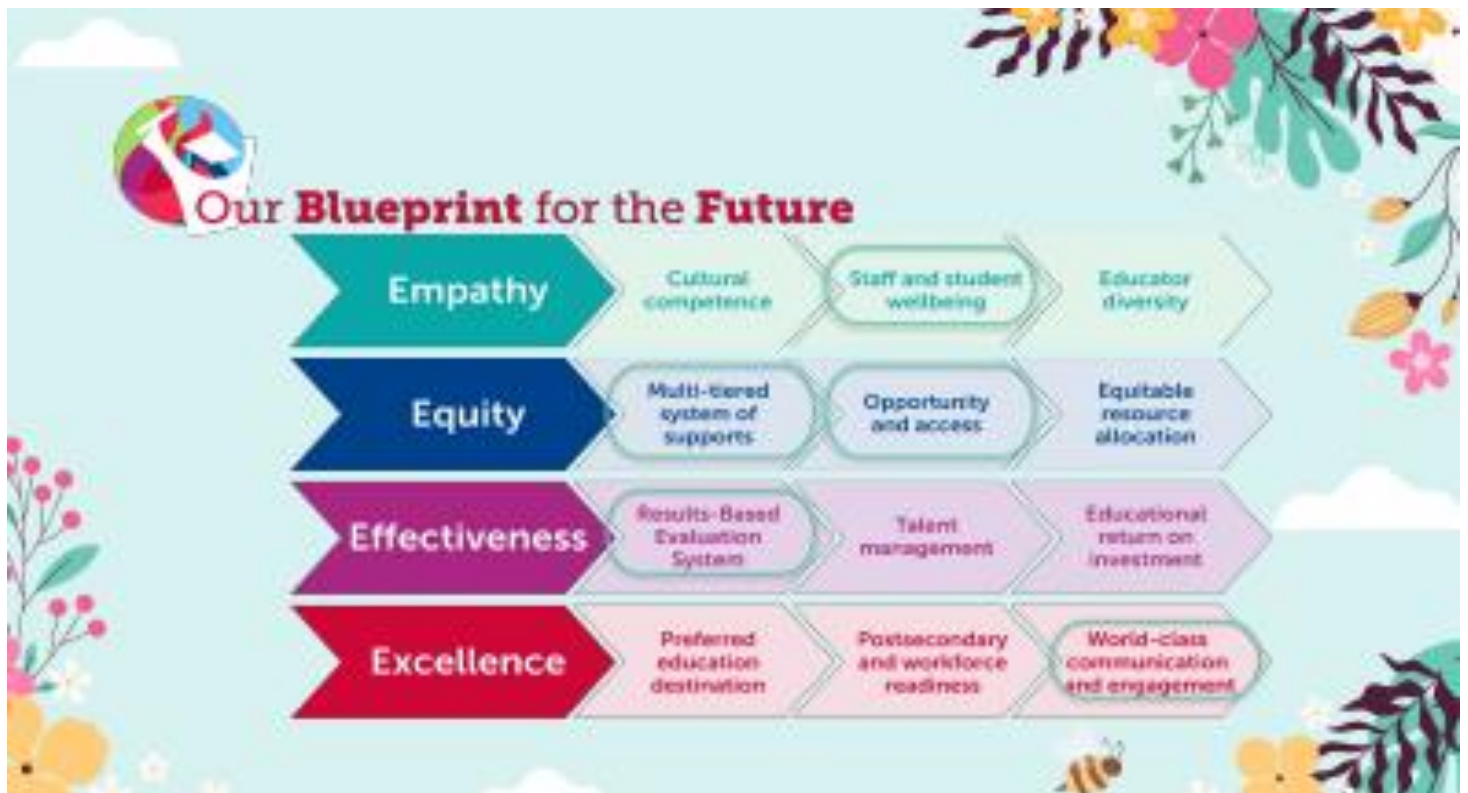 Our Blueprint for the Future
Empathy
Cultural
competence
Staff and student
wellbeing
Educator
diversity
Equity
Multi-tiered
system of
supports
Opportunity
and access
Equitable
resource
allocation
Effectiveness
Results-Based
Evaluation
System
Talent
management
Educational
return on
investment
Excellence
Preferred
education
destination
Postsecondary
and workforce
readiness
World-class
communication
and engagement